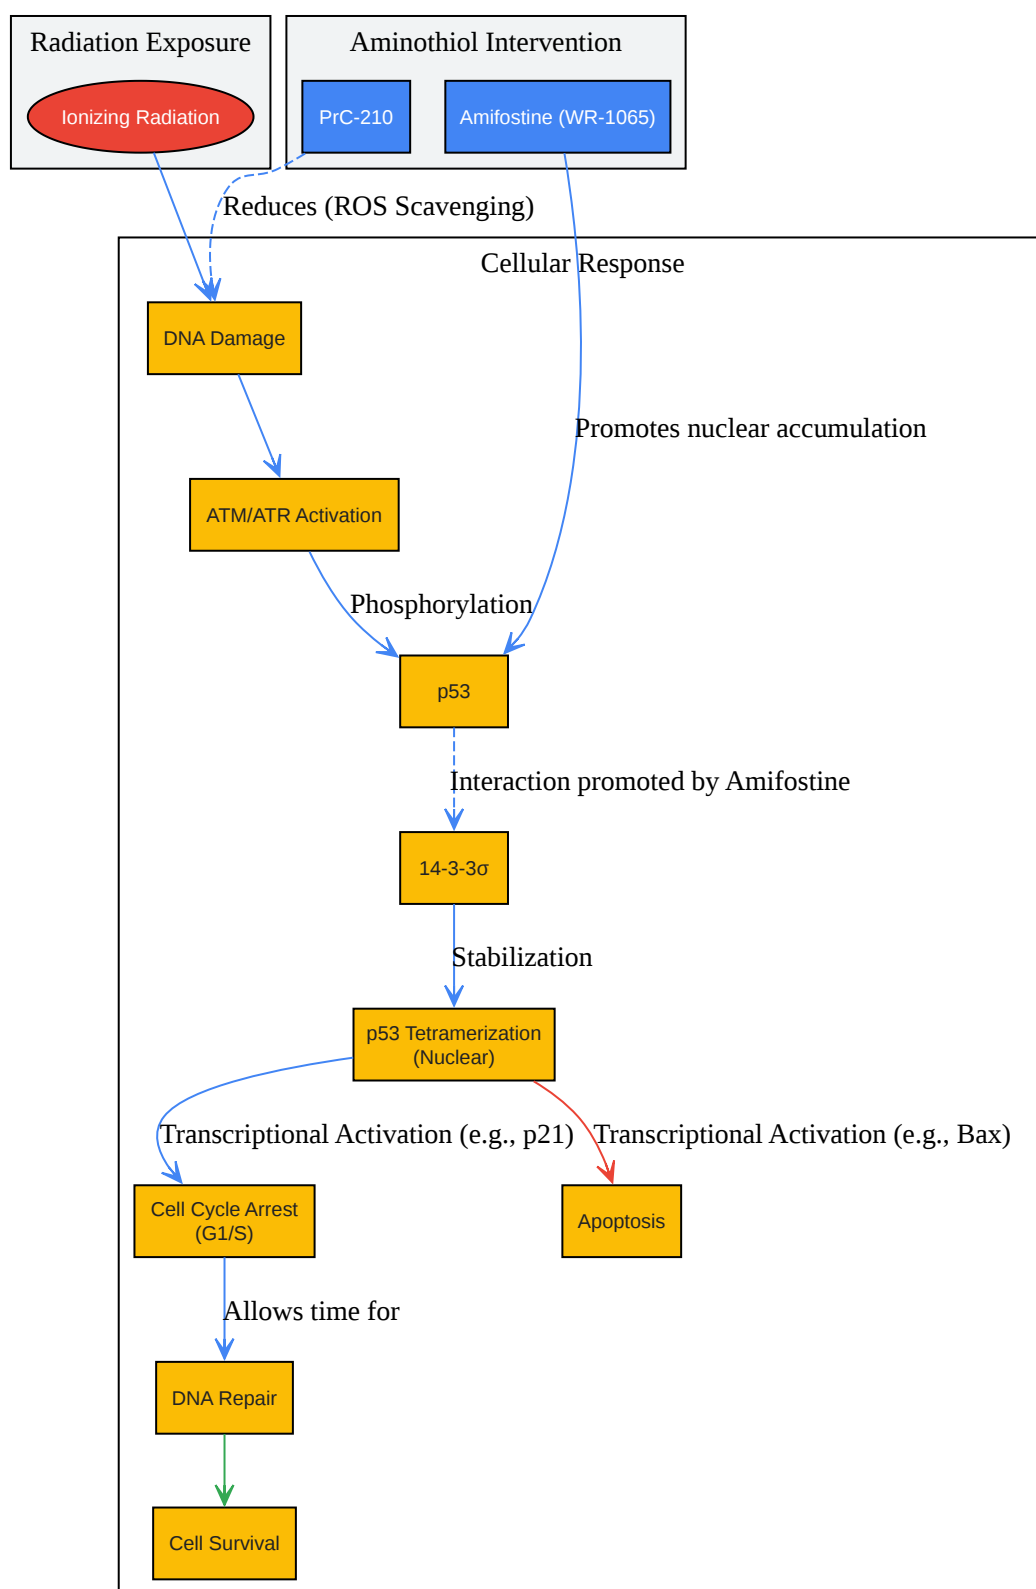 Radiation Exposure
Aminothiol Intervention
Ionizing Radiation
PrC-210
Amifostine (WR-1065)
Reduces (ROS Scavenging)
Cellular Response
DNA Damage
Promotes nuclear accumulation
ATM/ATR Activation
Phosphorylation
p53
Interaction promoted by Amifostine
14-3-3σ
Stabilization
p53 Tetramerization
(Nuclear)
Transcriptional Activation (e.g., p21)
Transcriptional Activation (e.g., Bax)
Cell Cycle Arrest
(G1/S)
Apoptosis
Allows time for
DNA Repair
Cell Survival